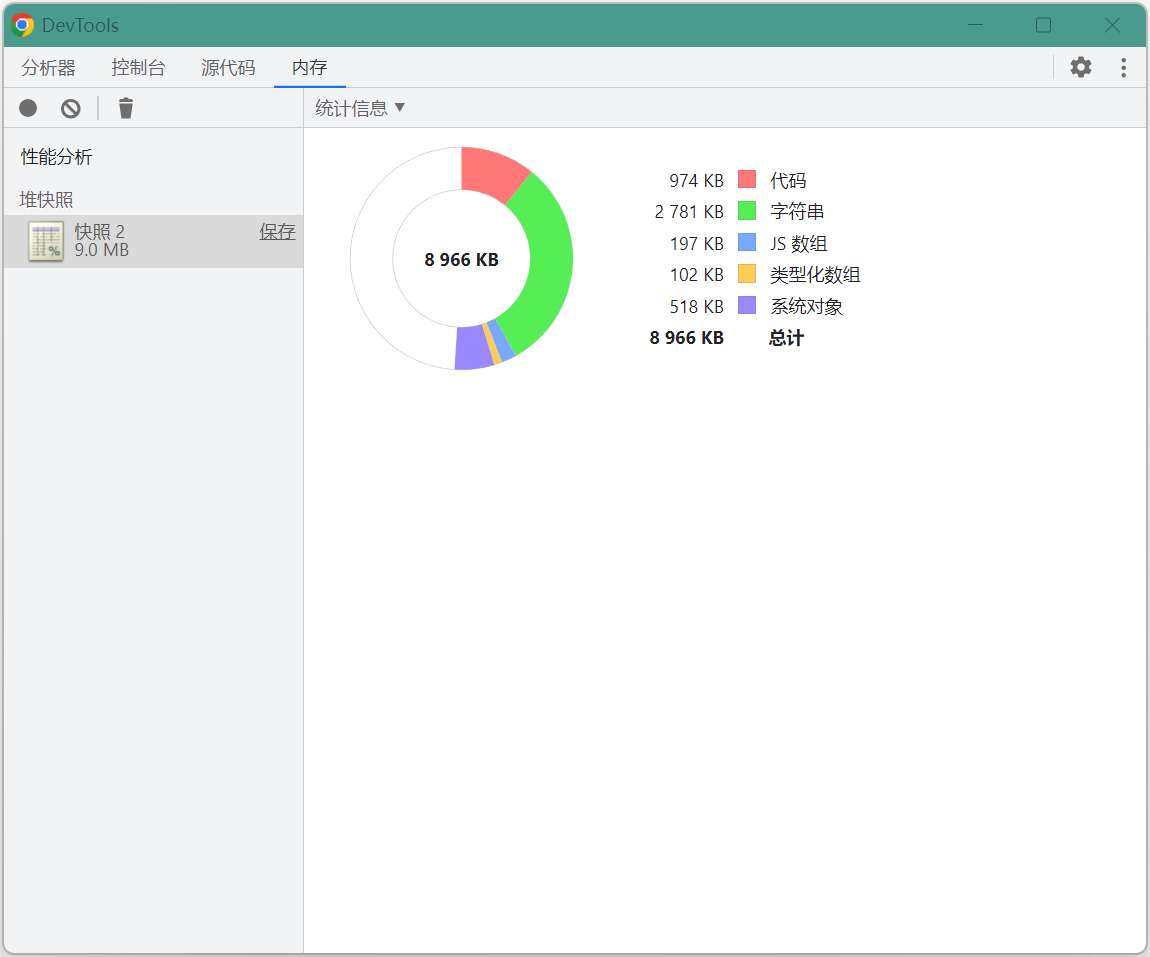 DevTools
分析器 控制台 源代码 内存
统计信息 ▼
性能分析
堆快照
快照 2 保存
9.0 MB
8 966 KB
974 KB 代码
2 781 KB 字符串
197 KB JS 数组
102 KB 类型化数组
518 KB 系统对象
8 966 KB 总计